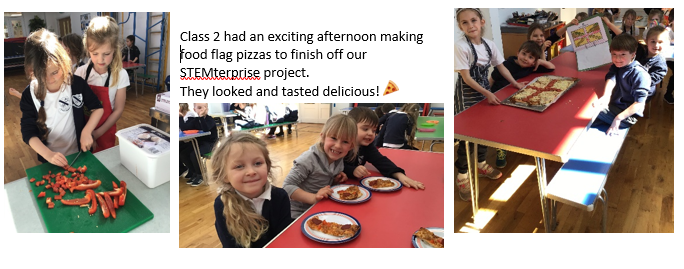 Class 2 had an exciting afternoon making
food flag pizzas to finish off our
STEMterprise project.
They looked and tasted delicious! 🍕